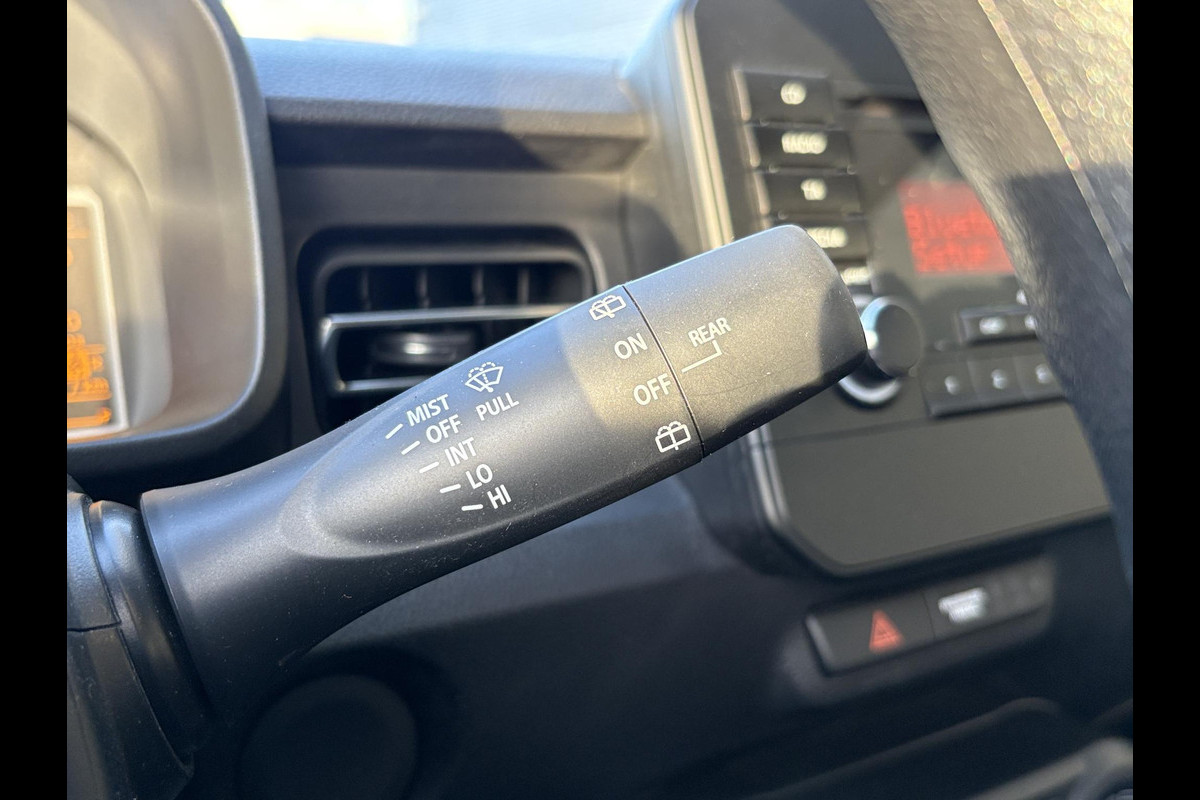 MIST
OFF
INT
LO
HI
PULL
ON
OFF
REAR
RADIO